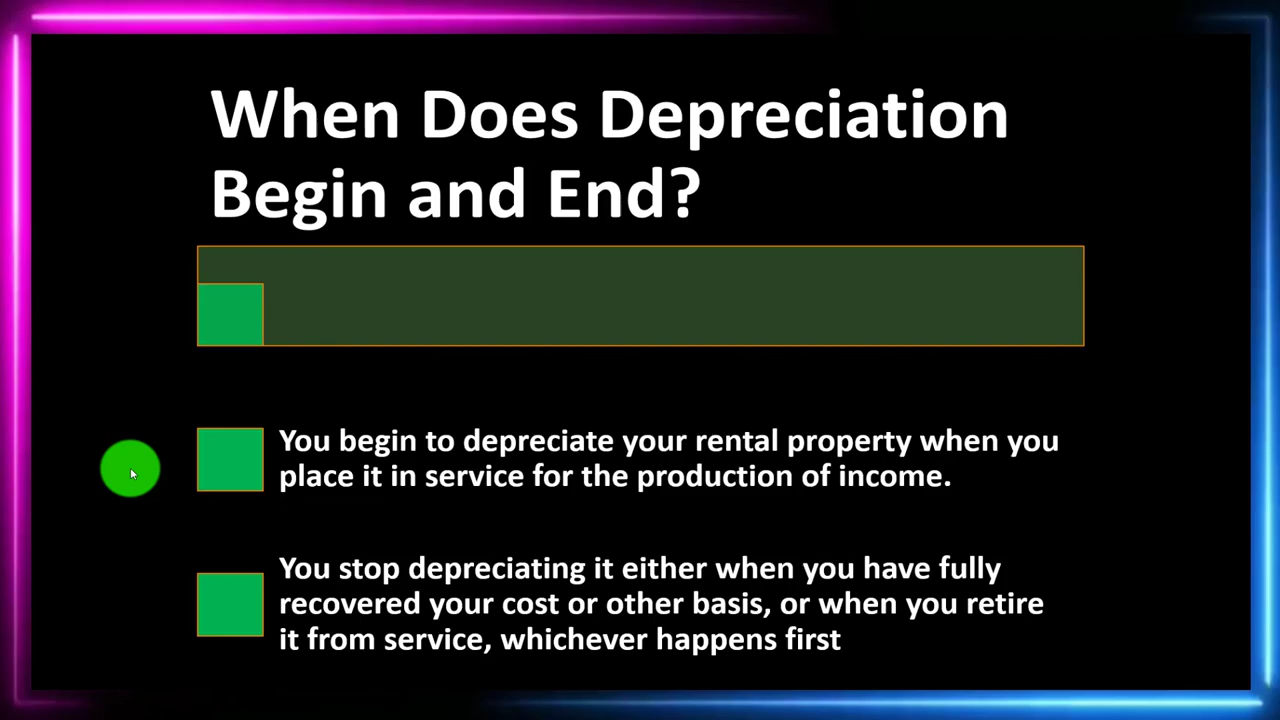 When Does Depreciation
Begin and End?
You begin to depreciate your rental property when you
place it in service for the production of income.
You stop depreciating it either when you have fully
recovered your cost or other basis, or when you retire
it from service, whichever happens first